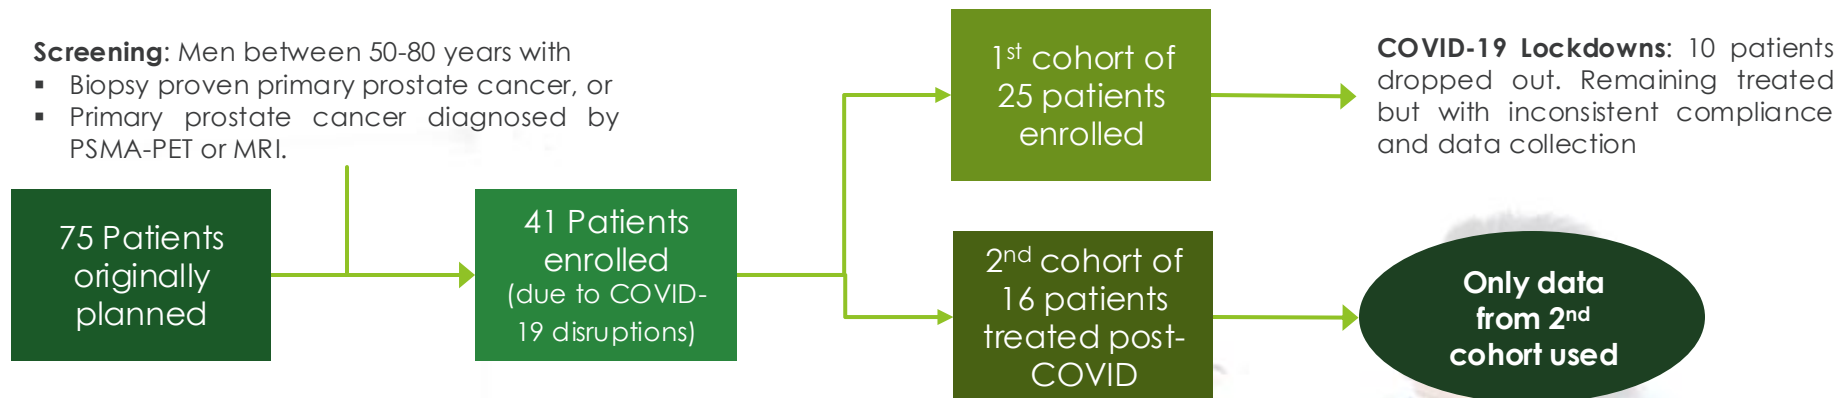 Screening: Men between 50-80 years with
▪ Biopsy proven primary prostate cancer, or
▪ Primary prostate cancer diagnosed by
PSMA-PET or MRI.
75 Patients
originally
planned
41 Patients
enrolled
(due to COVID-
19 disruptions)
1st cohort of
25 patients
enrolled
COVID-19 Lockdowns: 10 patients
dropped out. Remaining treated
but with inconsistent compliance
and data collection
2nd cohort of
16 patients
treated post-
COVID
Only data
from 2nd
cohort used